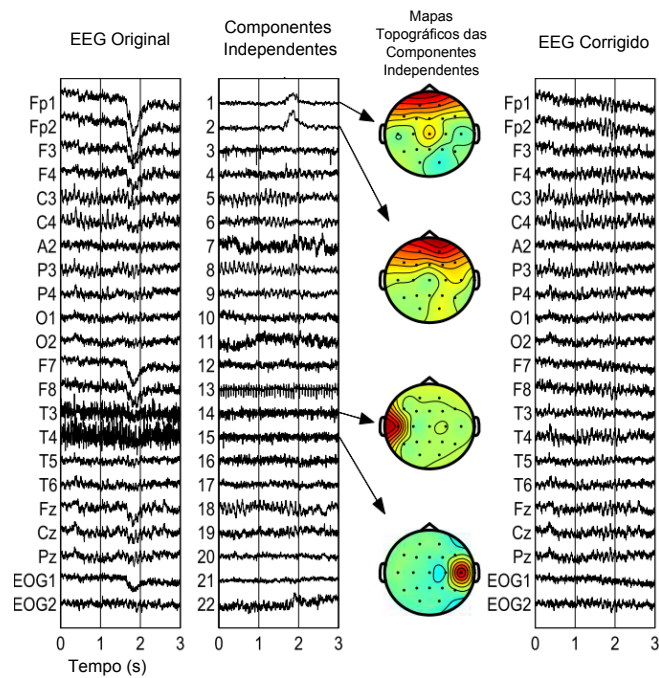 EEG Original
Componentes
Independentes
Mapas
Topográficos das
Componentes
Independentes
EEG Corrigido
Fp1
Fp2
F3
F4
C3
C4
A2
P3
P4
O1
O2
F7
F8
T3
T4
T5
T6
Fz
Cz
Pz
EOG1
EOG2
0 1 2 3
Tempo (s)
1
2
3
4
5
6
7
8
9
10
11
12
13
14
15
16
17
18
19
20
21
22
0 1 2 3
Fp1
Fp2
F3
F4
C3
C4
A2
P3
P4
O1
O2
F7
F8
T3
T4
T5
T6
Fz
Cz
Pz
EOG1
EOG2
0 1 2 3